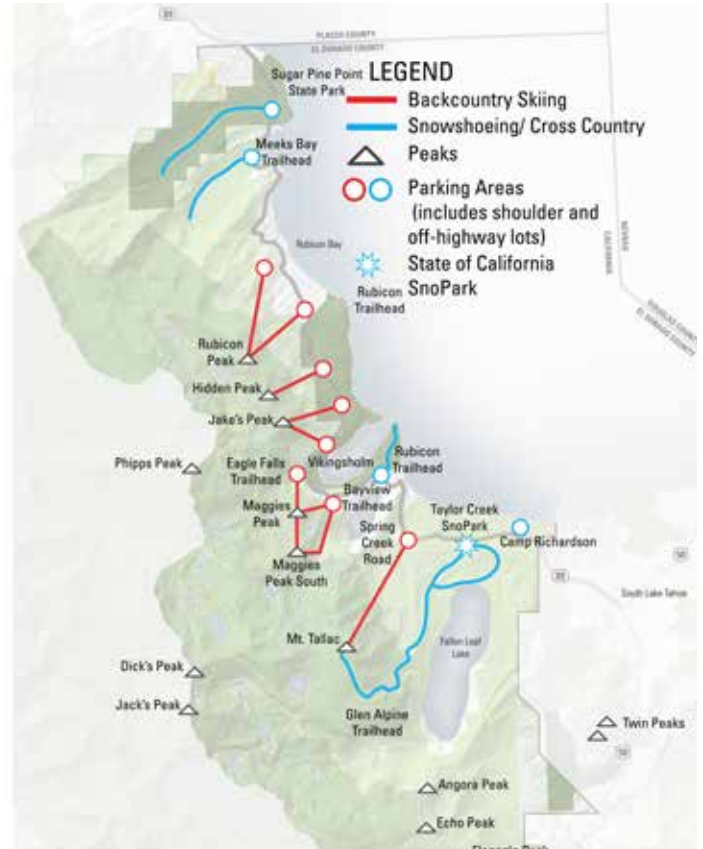 89
PLACER COUNTY
EL DORADO COUNTY
Sugar Pine Point
State Park
LEGEND
Backcountry Skiing
Snowshoeing/ Cross Country
Peaks
Parking Areas
(includes shoulder and
off-highway lots)
State of California
SnoPark
Meeks Bay
Trailhead
Rubicon Bay
Rubicon
Trailhead
NEVADA
CALIFORNIA
DOUGLAS COUNTY
EL DORADO COUNTY
Rubicon
Peak
Hidden Peak
Jake's Peak
Phipps Peak
Eagle Falls
Trailhead
Vikingsholm
Rubicon
Trailhead
Bayview
Trailhead
Maggies
Peak
Maggies
Peak South
Spring
Creek
Road
Taylor Creek
SnoPark
Camp Richardson
50
89
South Lake Tahoe
Mt. Tallac
Fallen Leaf
Lake
Dick's Peak
Jack's Peak
Glen Alpine
Trailhead
Twin Peaks
50
Angora Peak
Echo Peak